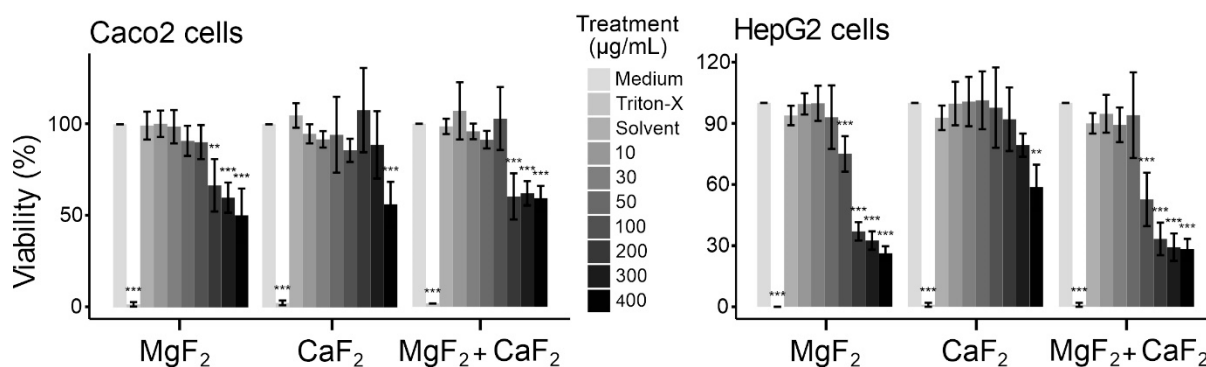 Caco2 cells
Viability (%)
100
50
0
***
**
***
***
***
***
***
***
***
***
MgF₂
CaF₂
MgF₂ + CaF₂
Treatment
(µg/mL)
Medium
Triton-X
Solvent
10
30
50
100
200
300
400
HepG2 cells
120
90
60
30
0
***
***
***
***
***
***
**
***
***
***
***
***
MgF₂
CaF₂
MgF₂ + CaF₂